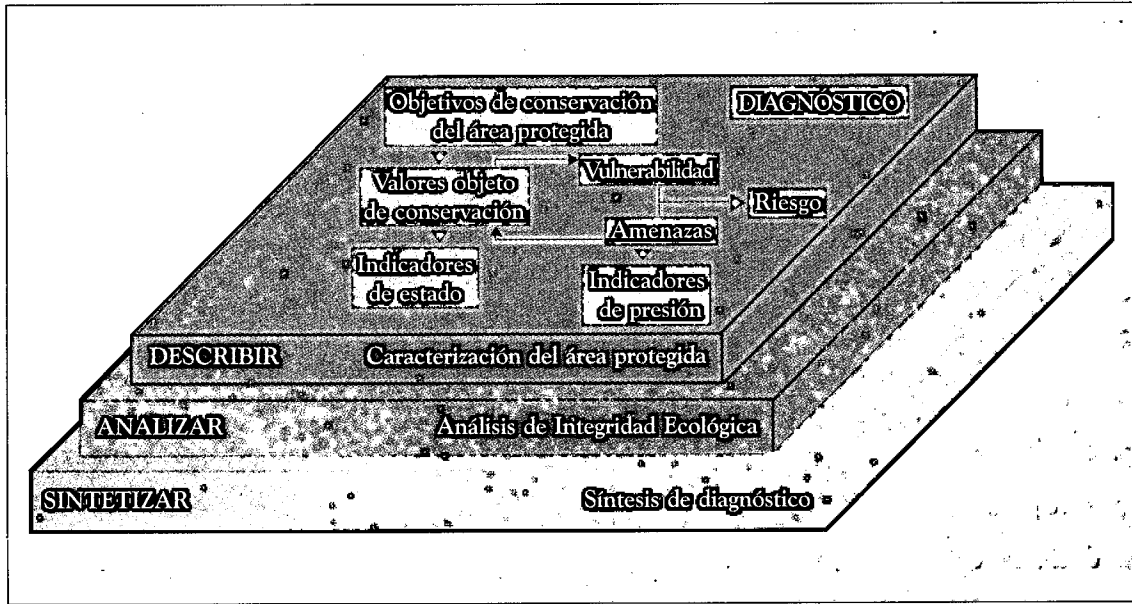 Objetivos de conservación
del área protegida
DIAGNÓSTICO
Vulnerabilidad
Valores objeto
de conservación
Riesgo
Amenazas
Indicadores
de estado
Indicadores
de presión
DESCRIBIR Caracterización del área protegida
ANALIZAR Análisis de Integridad Ecológica
SINTETIZAR Síntesis de diagnóstico